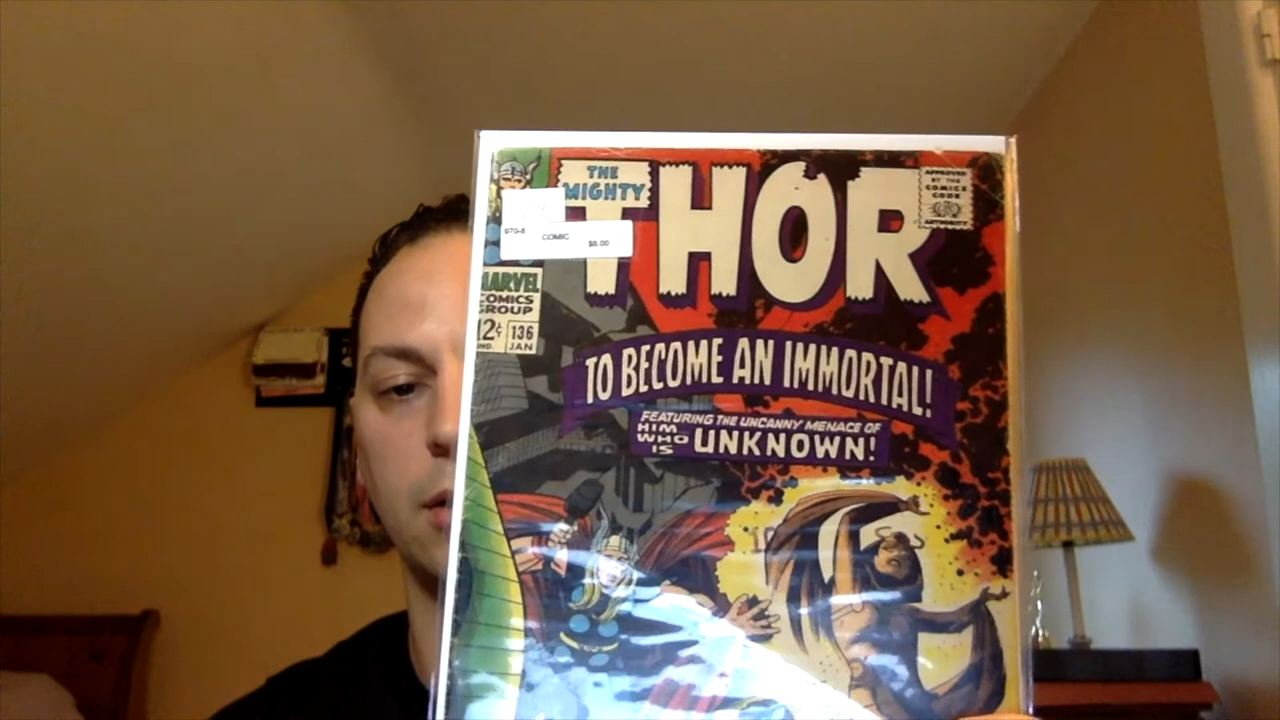 THE
MIGHTY
THOR
APPROVED
BY THE
COMICS
CODE
AUTHORITY
970-8 COMIC $8.00
MARVEL
COMICS
GROUP
12¢ 136
IND. JAN
TO BECOME AN IMMORTAL!
FEATURING THE UNCANNY MENACE OF
HIM
WHO
IS
UNKNOWN!